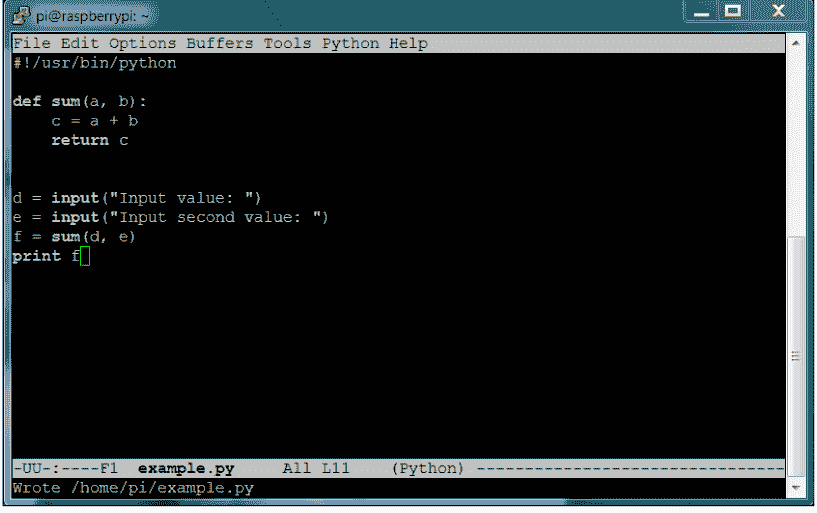 pi@raspberrypi: ~
File Edit Options Buffers Tools Python Help
#!/usr/bin/python
def sum(a, b):
    c = a + b
    return c
d = input("Input value: ")
e = input("Input second value: ")
f = sum(d, e)
print f
-UU-:----F1  example.py     All L11    (Python) --------------------------------
Wrote /home/pi/example.py